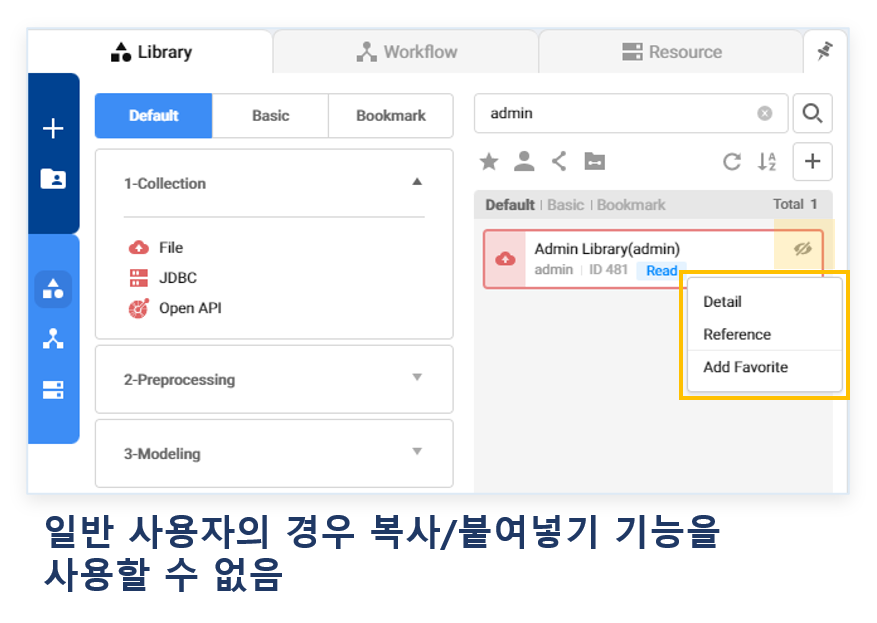 Library
Workflow
Resource
Default
Basic
Bookmark
admin
1-Collection
File
JDBC
Open API
2-Preprocessing
3-Modeling
Default | Basic | Bookmark
Total 1
Admin Library(admin)
admin | ID 481 Read
Detail
Reference
Add Favorite
일반 사용자의 경우 복사/붙여넣기 기능을
사용할 수 없음